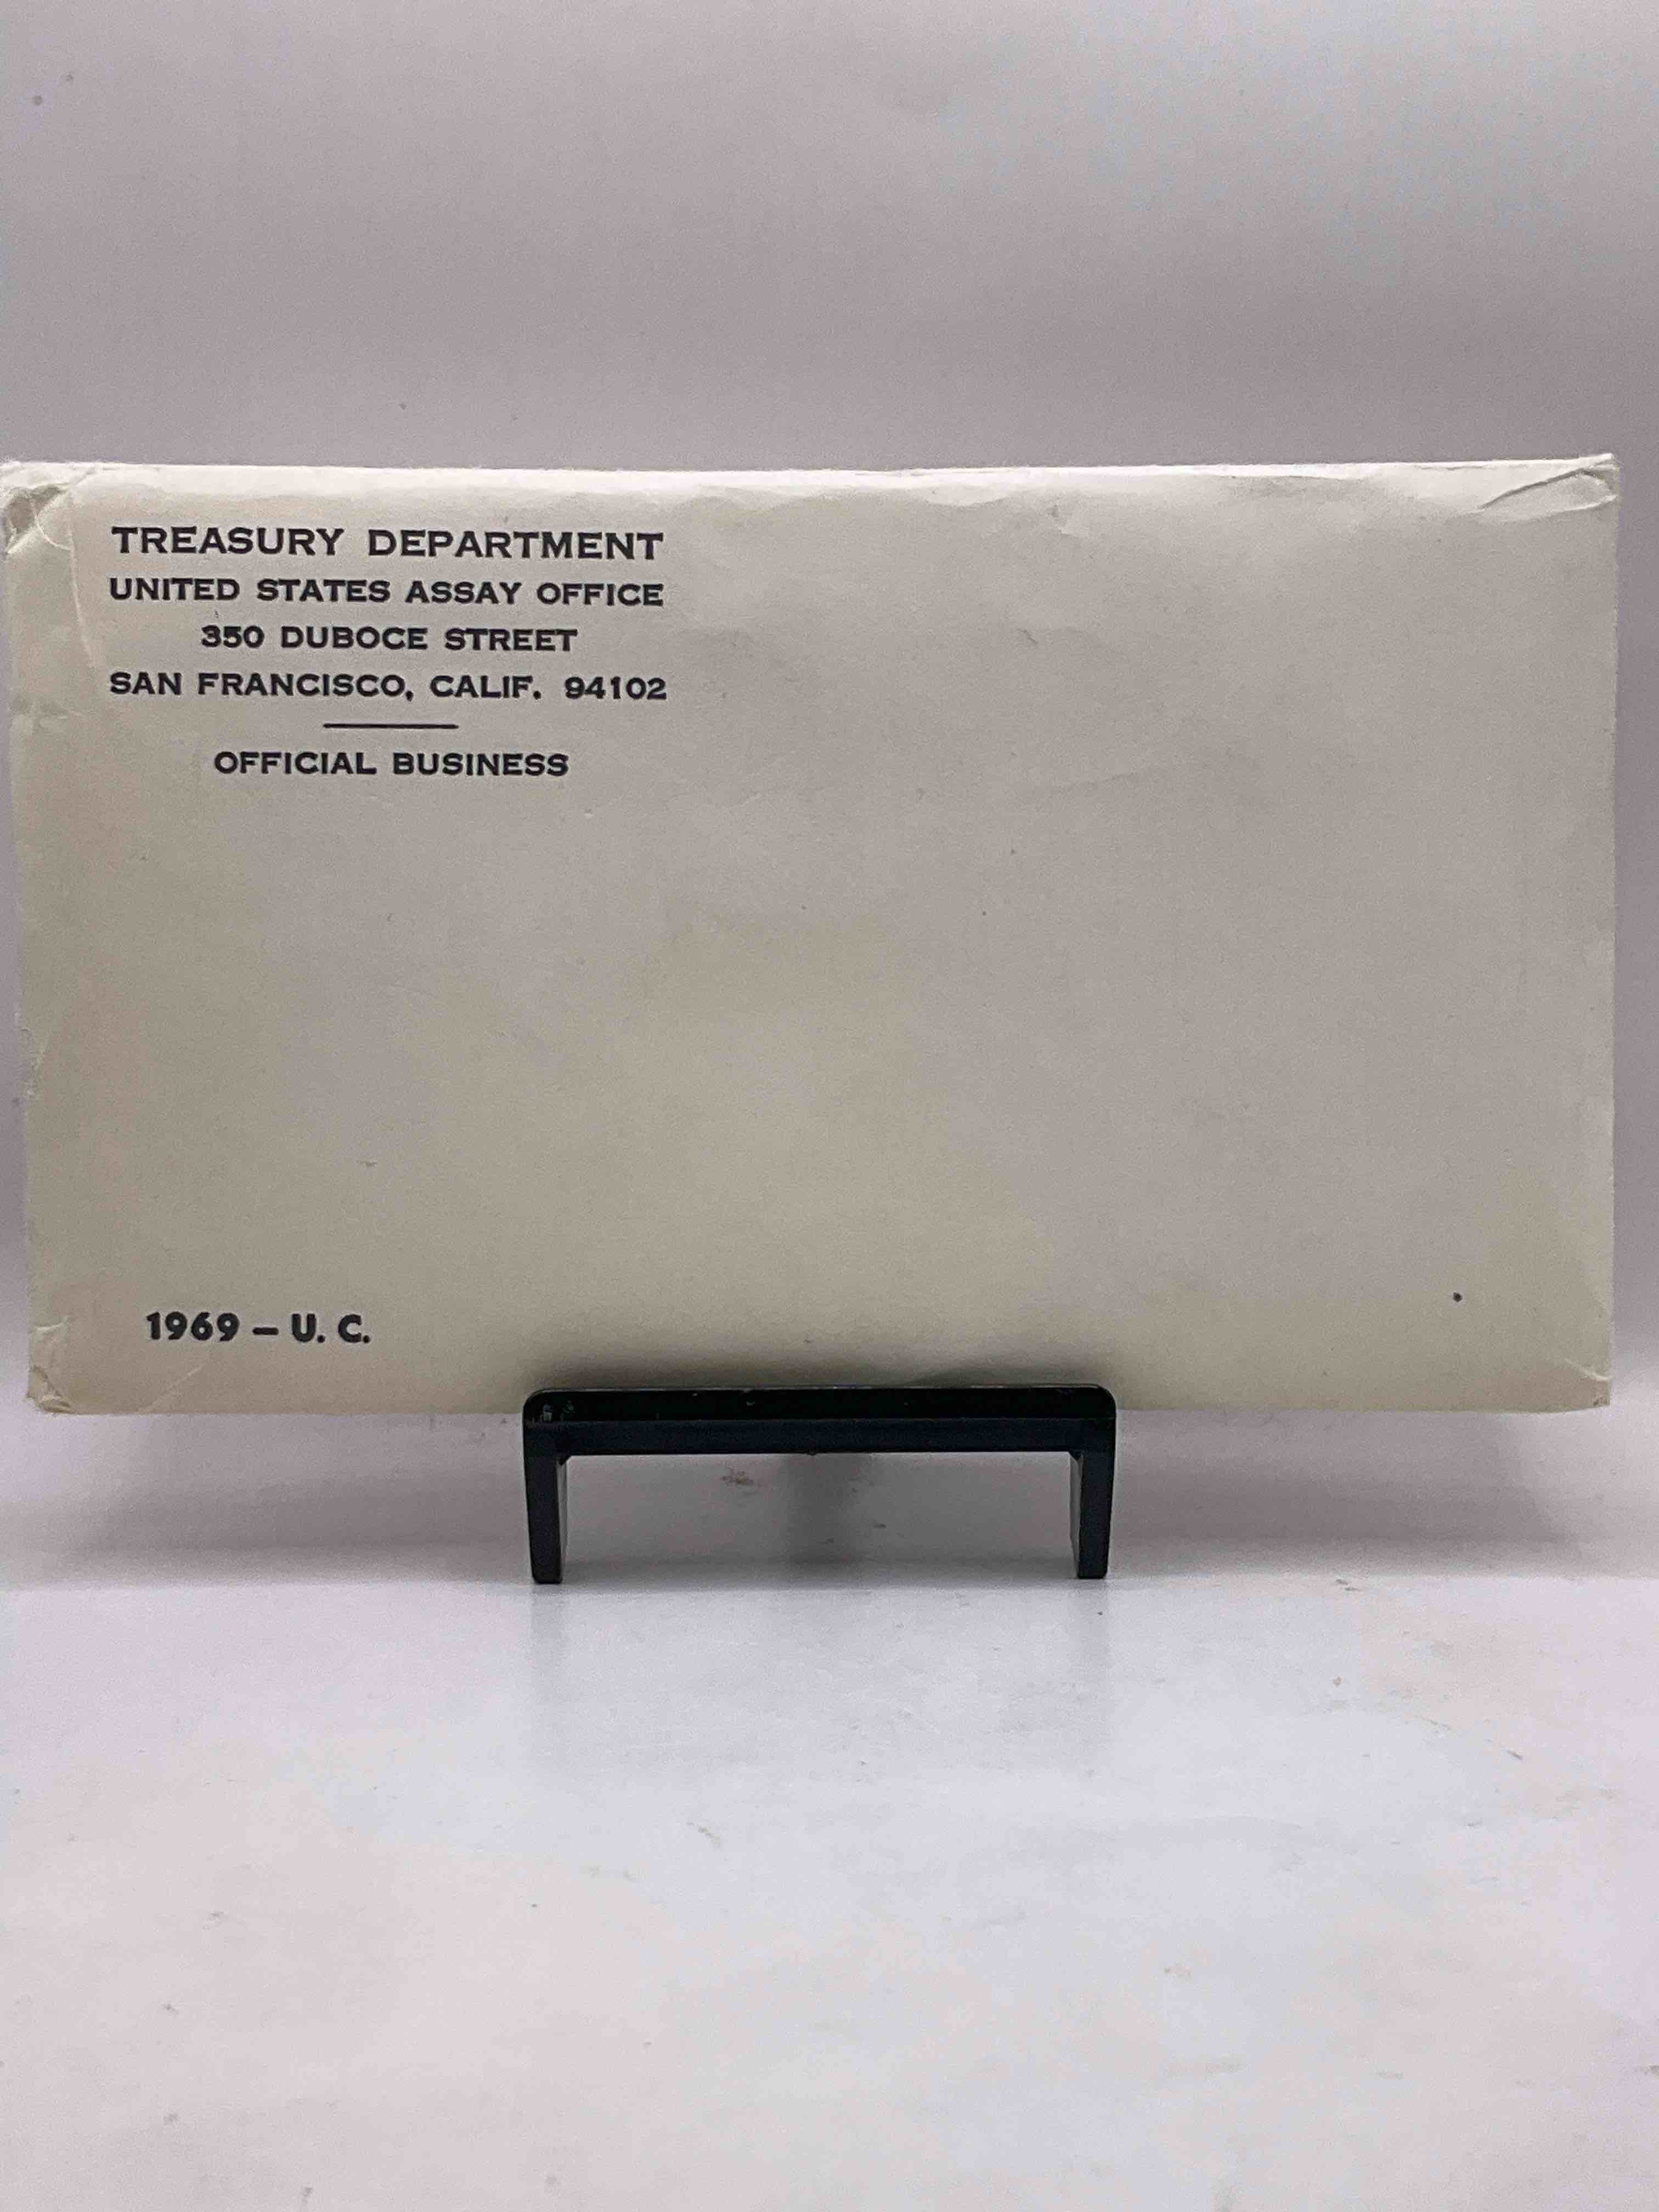 TREASURY DEPARTMENT
UNITED STATES ASSAY OFFICE
350 DUBOCE STREET
SAN FRANCISCO, CALIF. 94102
OFFICIAL BUSINESS
1969 – U. C.